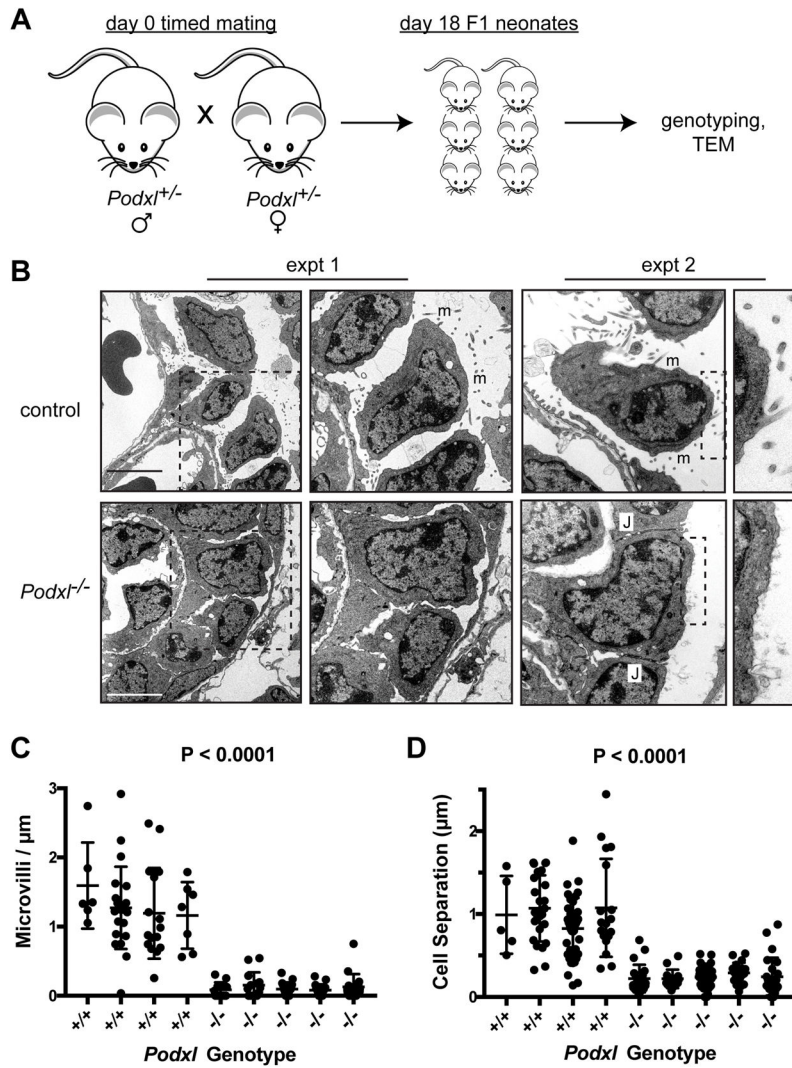 A
day 0 timed mating
day 18 F1 neonates
X
genotyping,
TEM
Podxl+/-
Podxl+/-
♂
♀
B
expt 1
expt 2
control
m
m
m
m
Podxl-/-
J
J
C
P < 0.0001
Microvilli / µm
3
2
1
0
+/+
+/+
+/+
+/+
-/-
-/-
-/-
-/-
-/-
Podxl Genotype
D
P < 0.0001
Cell Separation (µm)
2
1
0
+/+
+/+
+/+
+/+
-/-
-/-
-/-
-/-
-/-
Podxl Genotype